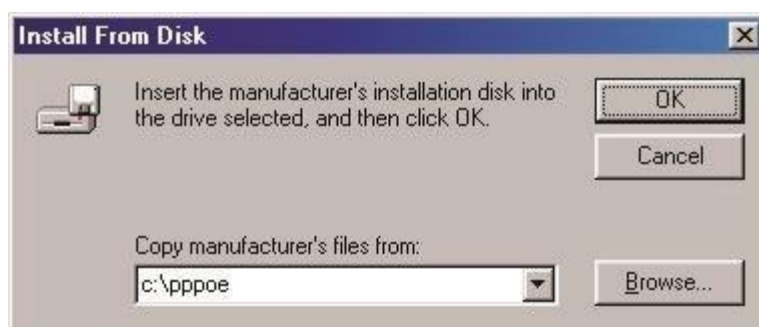 Install From Disk
Insert the manufacturer's installation disk into
the drive selected, and then click OK.
OK
Cancel
Copy manufacturer's files from:
c:\pppoe
Browse...